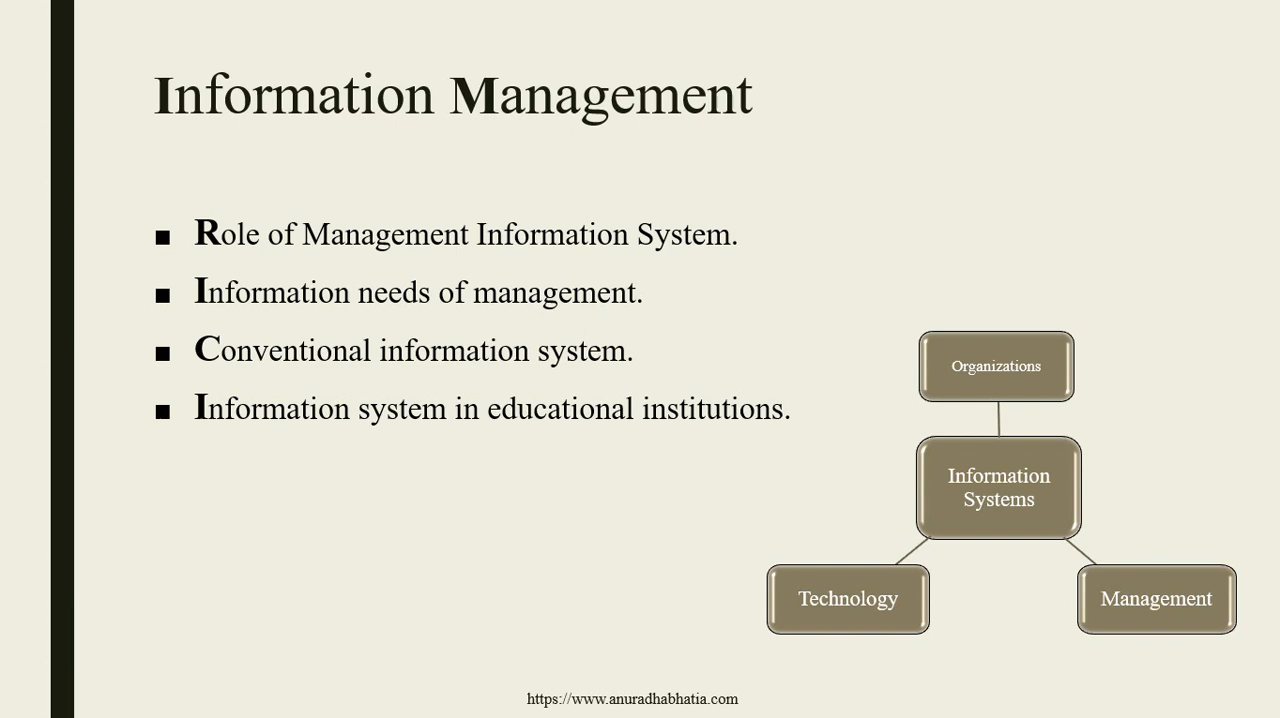 Information Management
Role of Management Information System.
Information needs of management.
Conventional information system.
Information system in educational institutions.
Organizations
Information
Systems
Technology
Management
https://www.anuradhabhatia.com